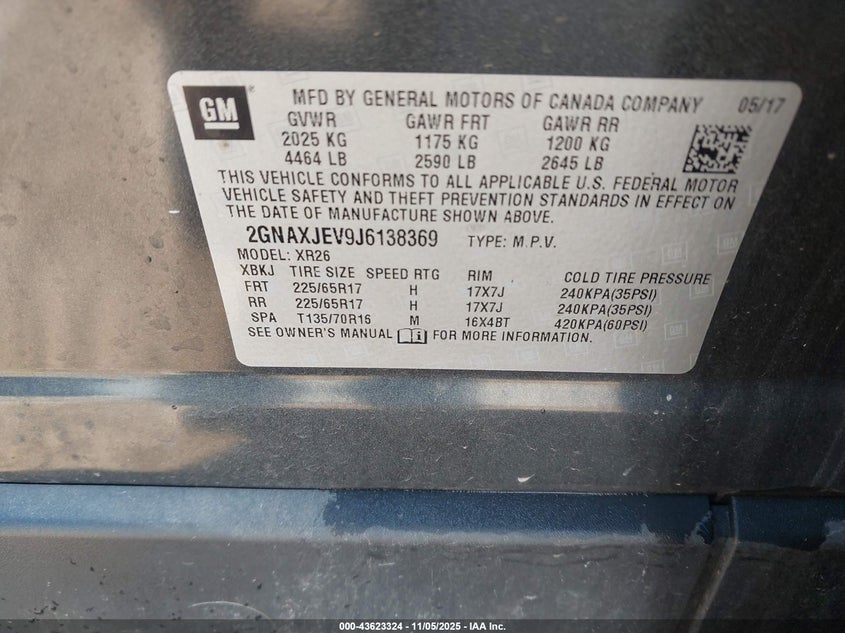 GM ® MFD BY GENERAL MOTORS OF CANADA COMPANY 05/17
GVWR GAWR FRT GAWR RR
2025 KG 1175 KG 1200 KG
4464 LB 2590 LB 2645 LB
THIS VEHICLE CONFORMS TO ALL APPLICABLE U.S. FEDERAL MOTOR
VEHICLE SAFETY AND THEFT PREVENTION STANDARDS IN EFFECT ON
THE DATE OF MANUFACTURE SHOWN ABOVE.
2GNAXJEV9J6138369 TYPE: M.P.V.
MODEL: XR26
XBKJ TIRE SIZE SPEED RTG RIM COLD TIRE PRESSURE
FRT 225/65R17 H 17X7J 240KPA(35PSI)
RR 225/65R17 H 17X7J 240KPA(35PSI)
SPA T135/70R16 M 16X4BT 420KPA(60PSI)
SEE OWNER'S MANUAL FOR MORE INFORMATION.
000-43623324 - 11/05/2025 - IAA Inc.